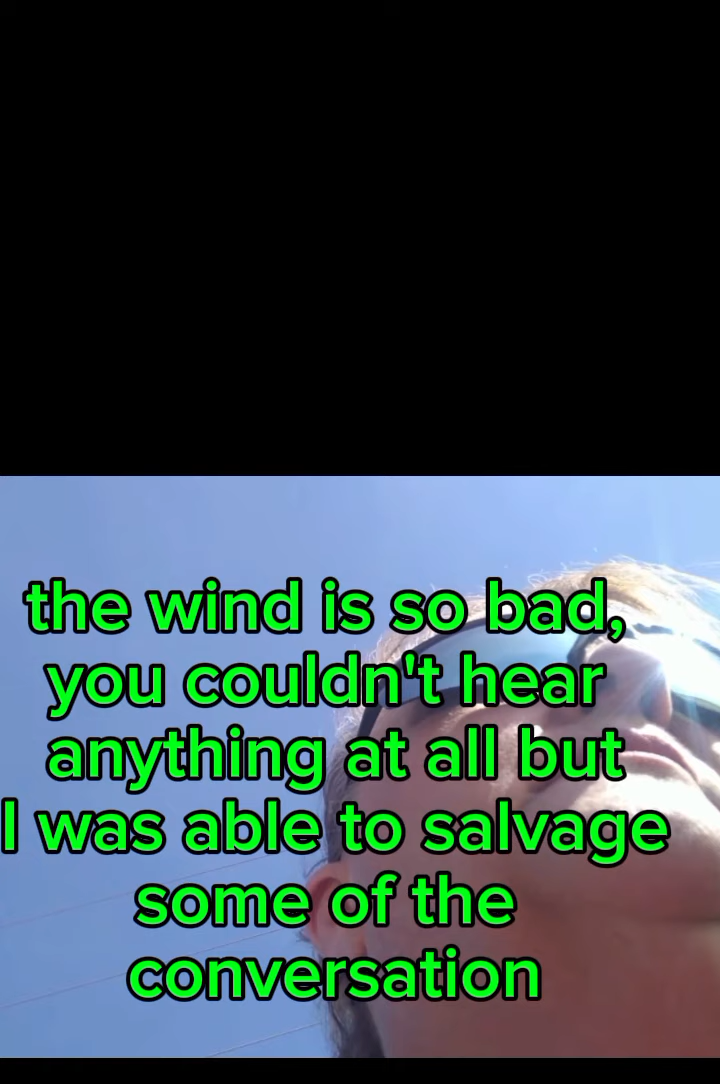 the wind is so bad,
you couldn't hear
anything at all but
I was able to salvage
some of the
conversation